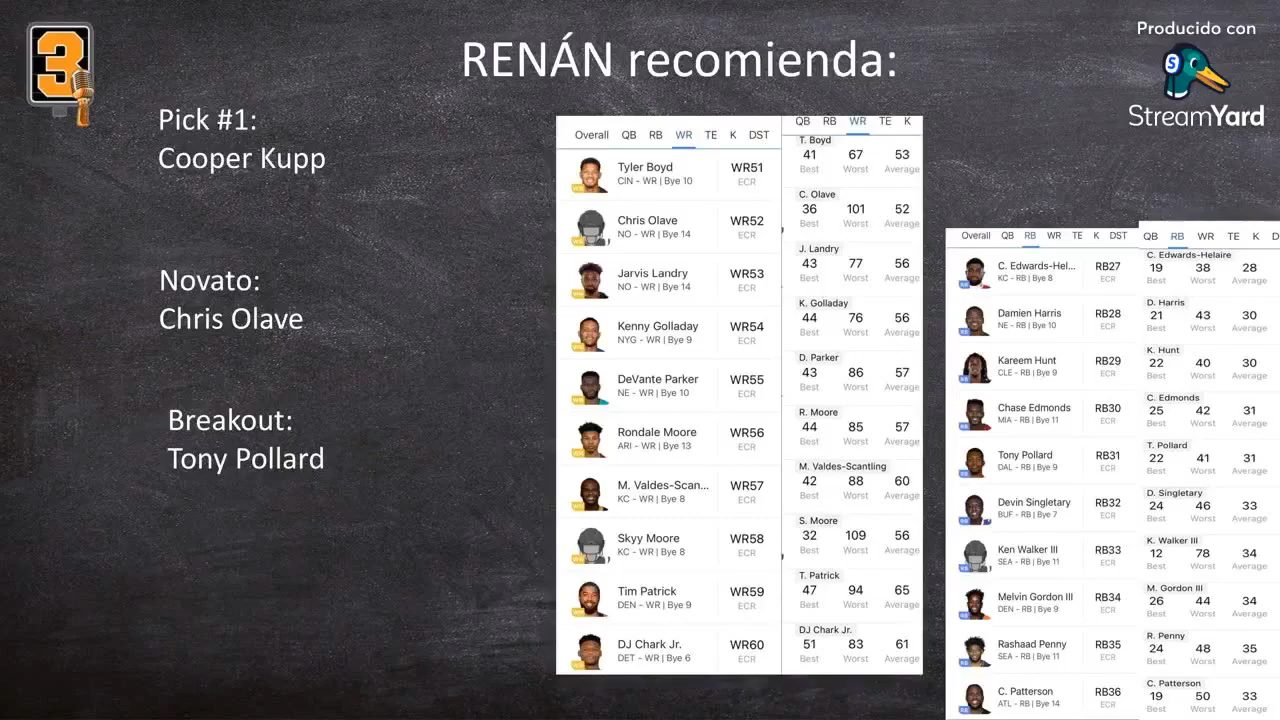 3
RENÁN recomienda:
Producido con
S
StreamYard
Pick #1:
Cooper Kupp
Novato:
Chris Olave
Breakout:
Tony Pollard
Overall QB RB WR TE K DST
Tyler Boyd WR51
CIN - WR | Bye 10 ECR
Chris Olave WR52
NO - WR | Bye 14 ECR
Jarvis Landry WR53
NO - WR | Bye 14 ECR
Kenny Golladay WR54
NYG - WR | Bye 9 ECR
DeVante Parker WR55
NE - WR | Bye 10 ECR
Rondale Moore WR56
ARI - WR | Bye 13 ECR
M. Valdes-Scan... WR57
KC - WR | Bye 8 ECR
Skyy Moore WR58
KC - WR | Bye 8 ECR
Tim Patrick WR59
DEN - WR | Bye 9 ECR
DJ Chark Jr. WR60
DET - WR | Bye 6 ECR
QB RB WR TE K
T. Boyd
41 67 53
Best Worst Average
C. Olave
36 101 52
Best Worst Average
J. Landry
43 77 56
Best Worst Average
K. Golladay
44 76 56
Best Worst Average
D. Parker
43 86 57
Best Worst Average
R. Moore
44 85 57
Best Worst Average
M. Valdes-Scantling
42 88 60
Best Worst Average
S. Moore
32 109 56
Best Worst Average
T. Patrick
47 94 65
Best Worst Average
DJ Chark Jr.
51 83 61
Best Worst Average
Overall QB RB WR TE K DST
C. Edwards-Hel... RB27
KC - RB | Bye 8 ECR
Damien Harris RB28
NE - RB | Bye 10 ECR
Kareem Hunt RB29
CLE - RB | Bye 9 ECR
Chase Edmonds RB30
MIA - RB | Bye 11 ECR
Tony Pollard RB31
DAL - RB | Bye 9 ECR
Devin Singletary RB32
BUF - RB | Bye 7 ECR
Ken Walker III RB33
SEA - RB | Bye 11 ECR
Melvin Gordon III RB34
DEN - RB | Bye 9 ECR
Rashaad Penny RB35
SEA - RB | Bye 11 ECR
C. Patterson RB36
ATL - RB | Bye 14 ECR
QB RB WR TE K D
C. Edwards-Helaire
19 38 28
Best Worst Average
D. Harris
21 43 30
Best Worst Average
K. Hunt
22 40 30
Best Worst Average
C. Edmonds
25 42 31
Best Worst Average
T. Pollard
22 41 31
Best Worst Average
D. Singletary
24 46 33
Best Worst Average
K. Walker III
12 78 34
Best Worst Average
M. Gordon III
26 44 34
Best Worst Average
R. Penny
24 48 35
Best Worst Average
C. Patterson
19 50 33
Best Worst Average